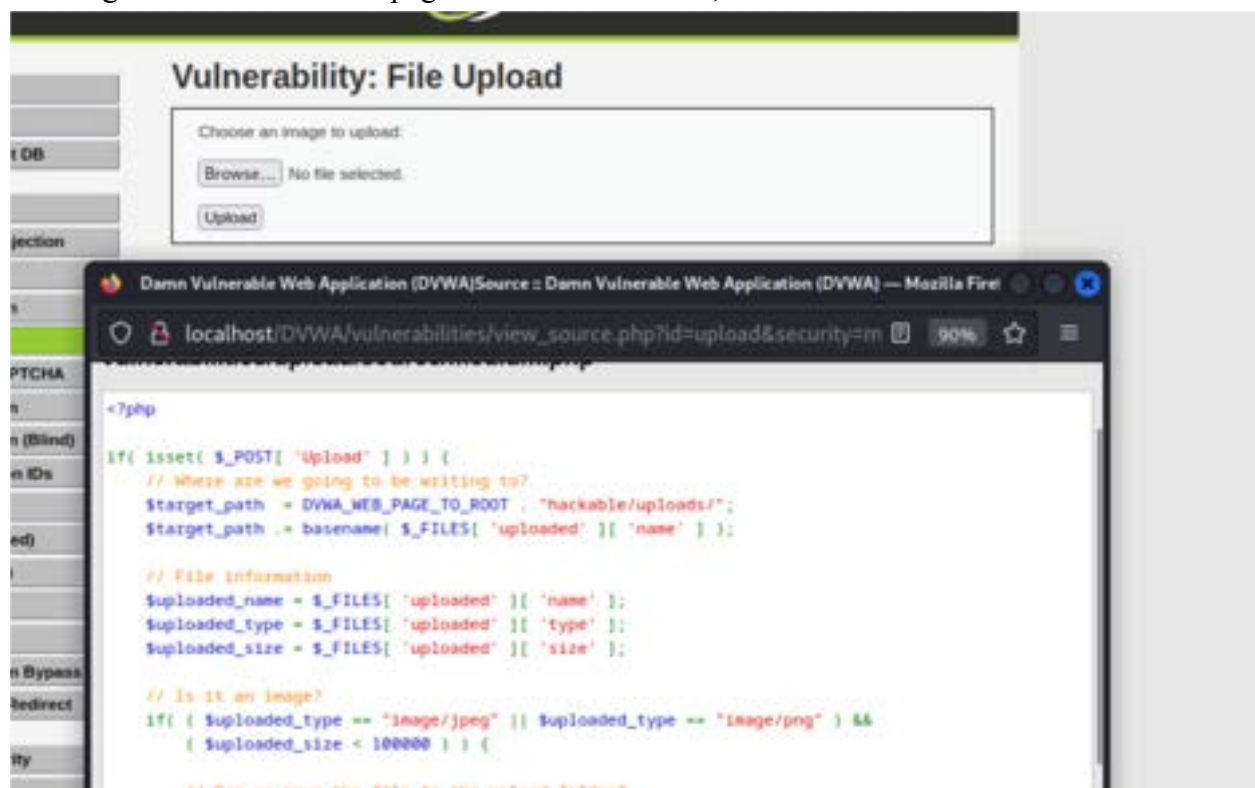 Vulnerability: File Upload
Choose an image to upload:
Browse... No file selected.
Upload
t DB
jection
s
PTCHA
n
n (Blind)
n IDs
ed)
n Bypass
Redirect
ity
Damn Vulnerable Web Application (DVWA)Source :: Damn Vulnerable Web Application (DVWA) — Mozilla Firef
localhost/DVWA/vulnerabilities/view_source.php?id=upload&security=m 90%
<?php
if( isset( $_POST[ 'Upload' ] ) ) {
// Where are we going to be writing to?
$target_path = DVWA_WEB_PAGE_TO_ROOT . "hackable/uploads/";
$target_path .= basename( $_FILES[ 'uploaded' ][ 'name' ] );
// File information
$uploaded_name = $_FILES[ 'uploaded' ][ 'name' ];
$uploaded_type = $_FILES[ 'uploaded' ][ 'type' ];
$uploaded_size = $_FILES[ 'uploaded' ][ 'size' ];
// Is it an image?
if( ( $uploaded_type == "image/jpeg" || $uploaded_type == "image/png" ) &&
( $uploaded_size < 100000 ) ) {